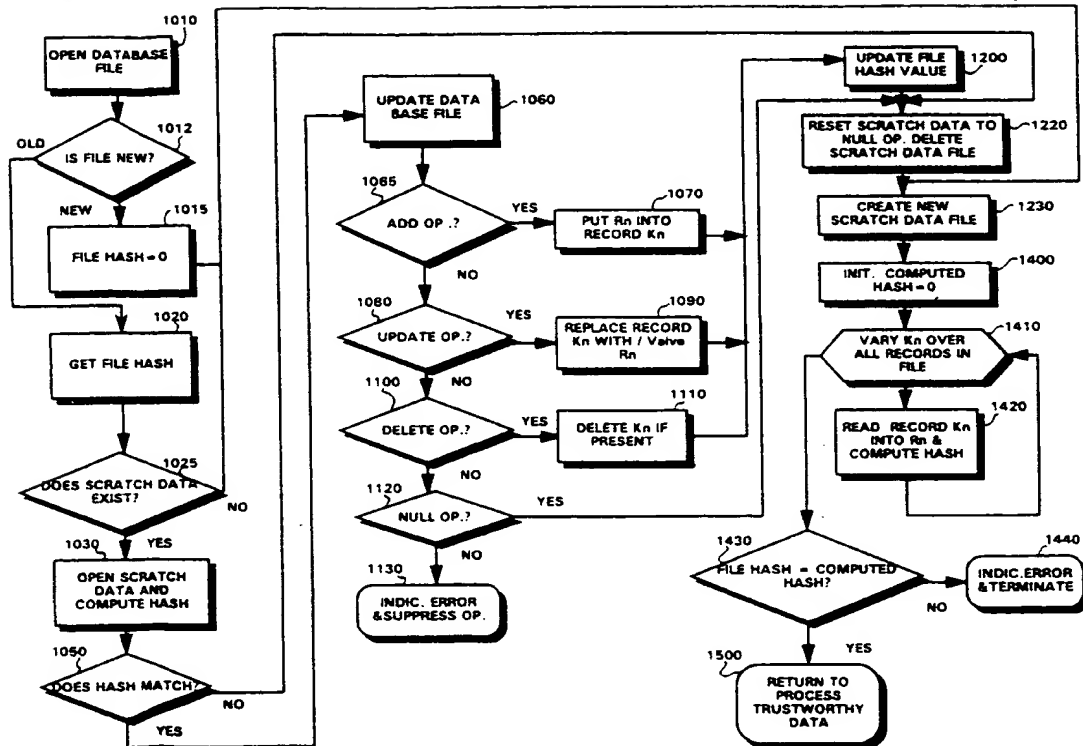 1010
OPEN DATABASE
FILE
1012
OLD
IS FILE NEW?
NEW
1015
FILE HASH = 0
1020
GET FILE HASH
1025
DOES SCRATCH DATA
EXIST?
NO
YES
1030
OPEN SCRATCH
DATA AND
COMPUTE HASH
1050
DOES HASH MATCH?
NO
YES
UPDATE DATA
BASE FILE
1060
1065
ADD OP .?
YES
NO
1070
PUT Rn INTO
RECORD Kn
1080
UPDATE OP.?
YES
NO
1090
REPLACE RECORD
Kn WITH / Valve
Rn
1100
DELETE OP.?
YES
NO
1110
DELETE Kn IF
PRESENT
1120
NULL OP.?
YES
NO
1130
INDIC. ERROR
&SUPPRESS OP.
UPDATE FILE
HASH VALUE
1200
RESET SCRATCH DATA TO
NULL OP. DELETE
SCRATCH DATA FILE
1220
CREATE NEW
SCRATCH DATA FILE
1230
INIT. COMPUTED
HASH = 0
1400
VARY Kn OVER
ALL RECORDS IN
FILE
1410
1420
READ RECORD Kn
INTO Rn &
COMPUTE HASH
1430
FILE HASH = COMPUTED
HASH?
NO
YES
1440
INDIC.ERROR
&TERMINATE
1500
RETURN TO
PROCESS
TRUSTWORTHY
DATA